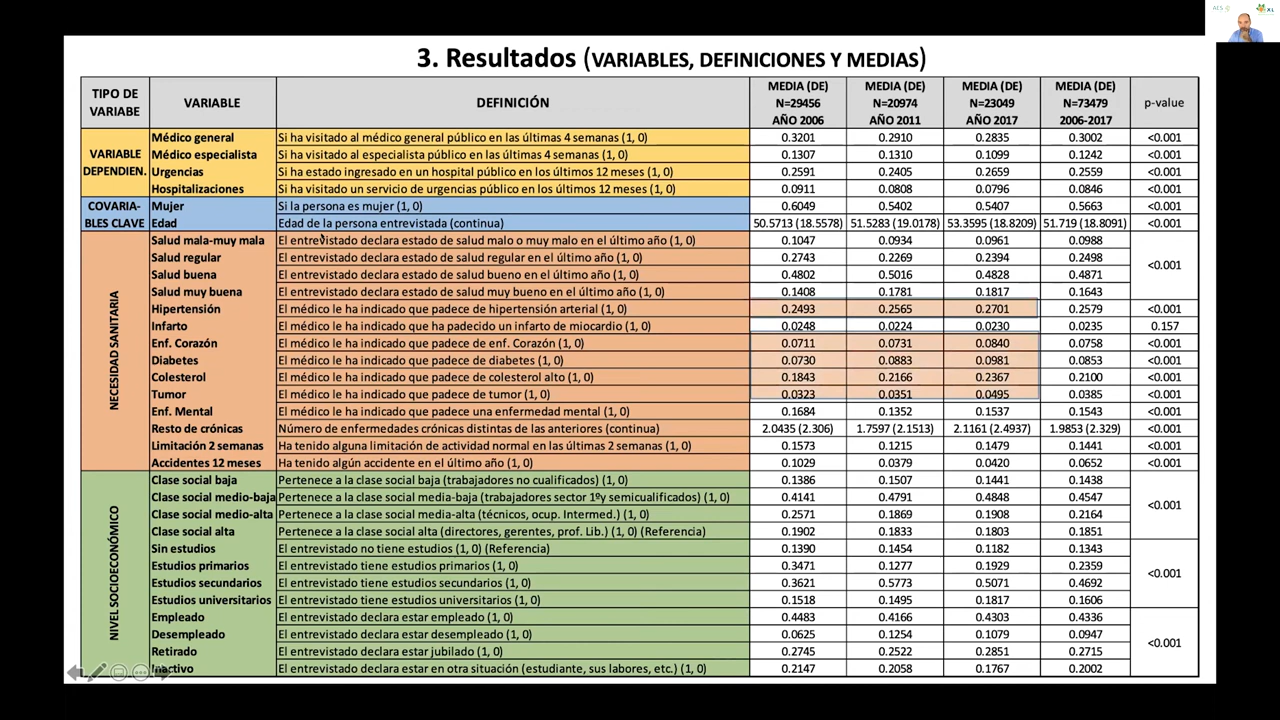 AES XL
3. Resultados (VARIABLES, DEFINICIONES Y MEDIAS)
TIPO DE VARIABE VARIABLE DEFINICIÓN MEDIA (DE) N=29456 AÑO 2006 MEDIA (DE) N=20974 AÑO 2011 MEDIA (DE) N=23049 AÑO 2017 MEDIA (DE) N=73479 2006-2017 p-value
VARIABLE DEPENDIEN.
Médico general Si ha visitado al médico general público en las últimas 4 semanas (1, 0) 0.3201 0.2910 0.2835 0.3002 <0.001
Médico especialista Si ha visitado al especialista público en las últimas 4 semanas (1, 0) 0.1307 0.1310 0.1099 0.1242 <0.001
Urgencias Si ha estado ingresado en un hospital público en los últimos 12 meses (1, 0) 0.2591 0.2405 0.2659 0.2559 <0.001
Hospitalizaciones Si ha visitado un servicio de urgencias público en los últimos 12 meses (1, 0) 0.0911 0.0808 0.0796 0.0846 <0.001
COVARIA-BLES CLAVE
Mujer Si la persona es mujer (1, 0) 0.6049 0.5402 0.5407 0.5663 <0.001
Edad Edad de la persona entrevistada (continua) 50.5713 (18.5578) 51.5283 (19.0178) 53.3595 (18.8209) 51.719 (18.8091) <0.001
NECESIDAD SANITARIA
Salud mala-muy mala El entrevistado declara estado de salud malo o muy malo en el último año (1, 0) 0.1047 0.0934 0.0961 0.0988
Salud regular El entrevistado declara estado de salud regular en el último año (1, 0) 0.2743 0.2269 0.2394 0.2498
<0.001
Salud buena El entrevistado declara estado de salud bueno en el último año (1, 0) 0.4802 0.5016 0.4828 0.4871
Salud muy buena El entrevistado declara estado de salud muy bueno en el último año (1, 0) 0.1408 0.1781 0.1817 0.1643
Hipertensión El médico le ha indicado que padece de hipertensión arterial (1, 0) 0.2493 0.2565 0.2701 0.2579 <0.001
Infarto El médico le ha indicado que ha padecido un infarto de miocardio (1, 0) 0.0248 0.0224 0.0230 0.0235 0.157
Enf. Corazón El médico le ha indicado que padece de enf. Corazón (1, 0) 0.0711 0.0731 0.0840 0.0758 <0.001
Diabetes El médico le ha indicado que padece de diabetes (1, 0) 0.0730 0.0883 0.0981 0.0853 <0.001
Colesterol El médico le ha indicado que padece de colesterol alto (1, 0) 0.1843 0.2166 0.2367 0.2100 <0.001
Tumor El médico le ha indicado que padece de tumor (1, 0) 0.0323 0.0351 0.0495 0.0385 <0.001
Enf. Mental El médico le ha indicado que padece una enfermedad mental (1, 0) 0.1684 0.1352 0.1537 0.1543 <0.001
Resto de crónicas Número de enfermedades crónicas distintas de las anteriores (continua) 2.0435 (2.306) 1.7597 (2.1513) 2.1161 (2.4937) 1.9853 (2.329) <0.001
Limitación 2 semanas Ha tenido alguna limitación de actividad normal en las últimas 2 semanas (1, 0) 0.1573 0.1215 0.1479 0.1441 <0.001
Accidentes 12 meses Ha tenido algún accidente en el último año (1, 0) 0.1029 0.0379 0.0420 0.0652 <0.001
NIVEL SOCIOECONÓMICO
Clase social baja Pertenece a la clase social baja (trabajadores no cualificados) (1, 0) 0.1386 0.1507 0.1441 0.1438
Clase social medio-baja Pertenece a la clase social media-baja (trabajadores sector 1ºy semicualificados) (1, 0) 0.4141 0.4791 0.4848 0.4547
<0.001
Clase social medio-alta Pertenece a la clase social media-alta (técnicos, ocup. Intermed.) (1, 0) 0.2571 0.1869 0.1908 0.2164
Clase social alta Pertenece a la clase social alta (directores, gerentes, prof. Lib.) (1, 0) (Referencia) 0.1902 0.1833 0.1803 0.1851
Sin estudios El entrevistado no tiene estudios (1, 0) (Referencia) 0.1390 0.1454 0.1182 0.1343
Estudios primarios El entrevistado tiene estudios primarios (1, 0) 0.3471 0.1277 0.1929 0.2359
<0.001
Estudios secundarios El entrevistado tiene estudios secundarios (1, 0) 0.3621 0.5773 0.5071 0.4692
Estudios universitarios El entrevistado tiene estudios universitarios (1, 0) 0.1518 0.1495 0.1817 0.1606
Empleado El entrevistado declara estar empleado (1, 0) 0.4483 0.4166 0.4303 0.4336
Desempleado El entrevistado declara estar desempleado (1, 0) 0.0625 0.1254 0.1079 0.0947
<0.001
Retirado El entrevistado declara estar jubilado (1, 0) 0.2745 0.2522 0.2851 0.2715
Inactivo El entrevistado declara estar en otra situación (estudiante, sus labores, etc.) (1, 0) 0.2147 0.2058 0.1767 0.2002